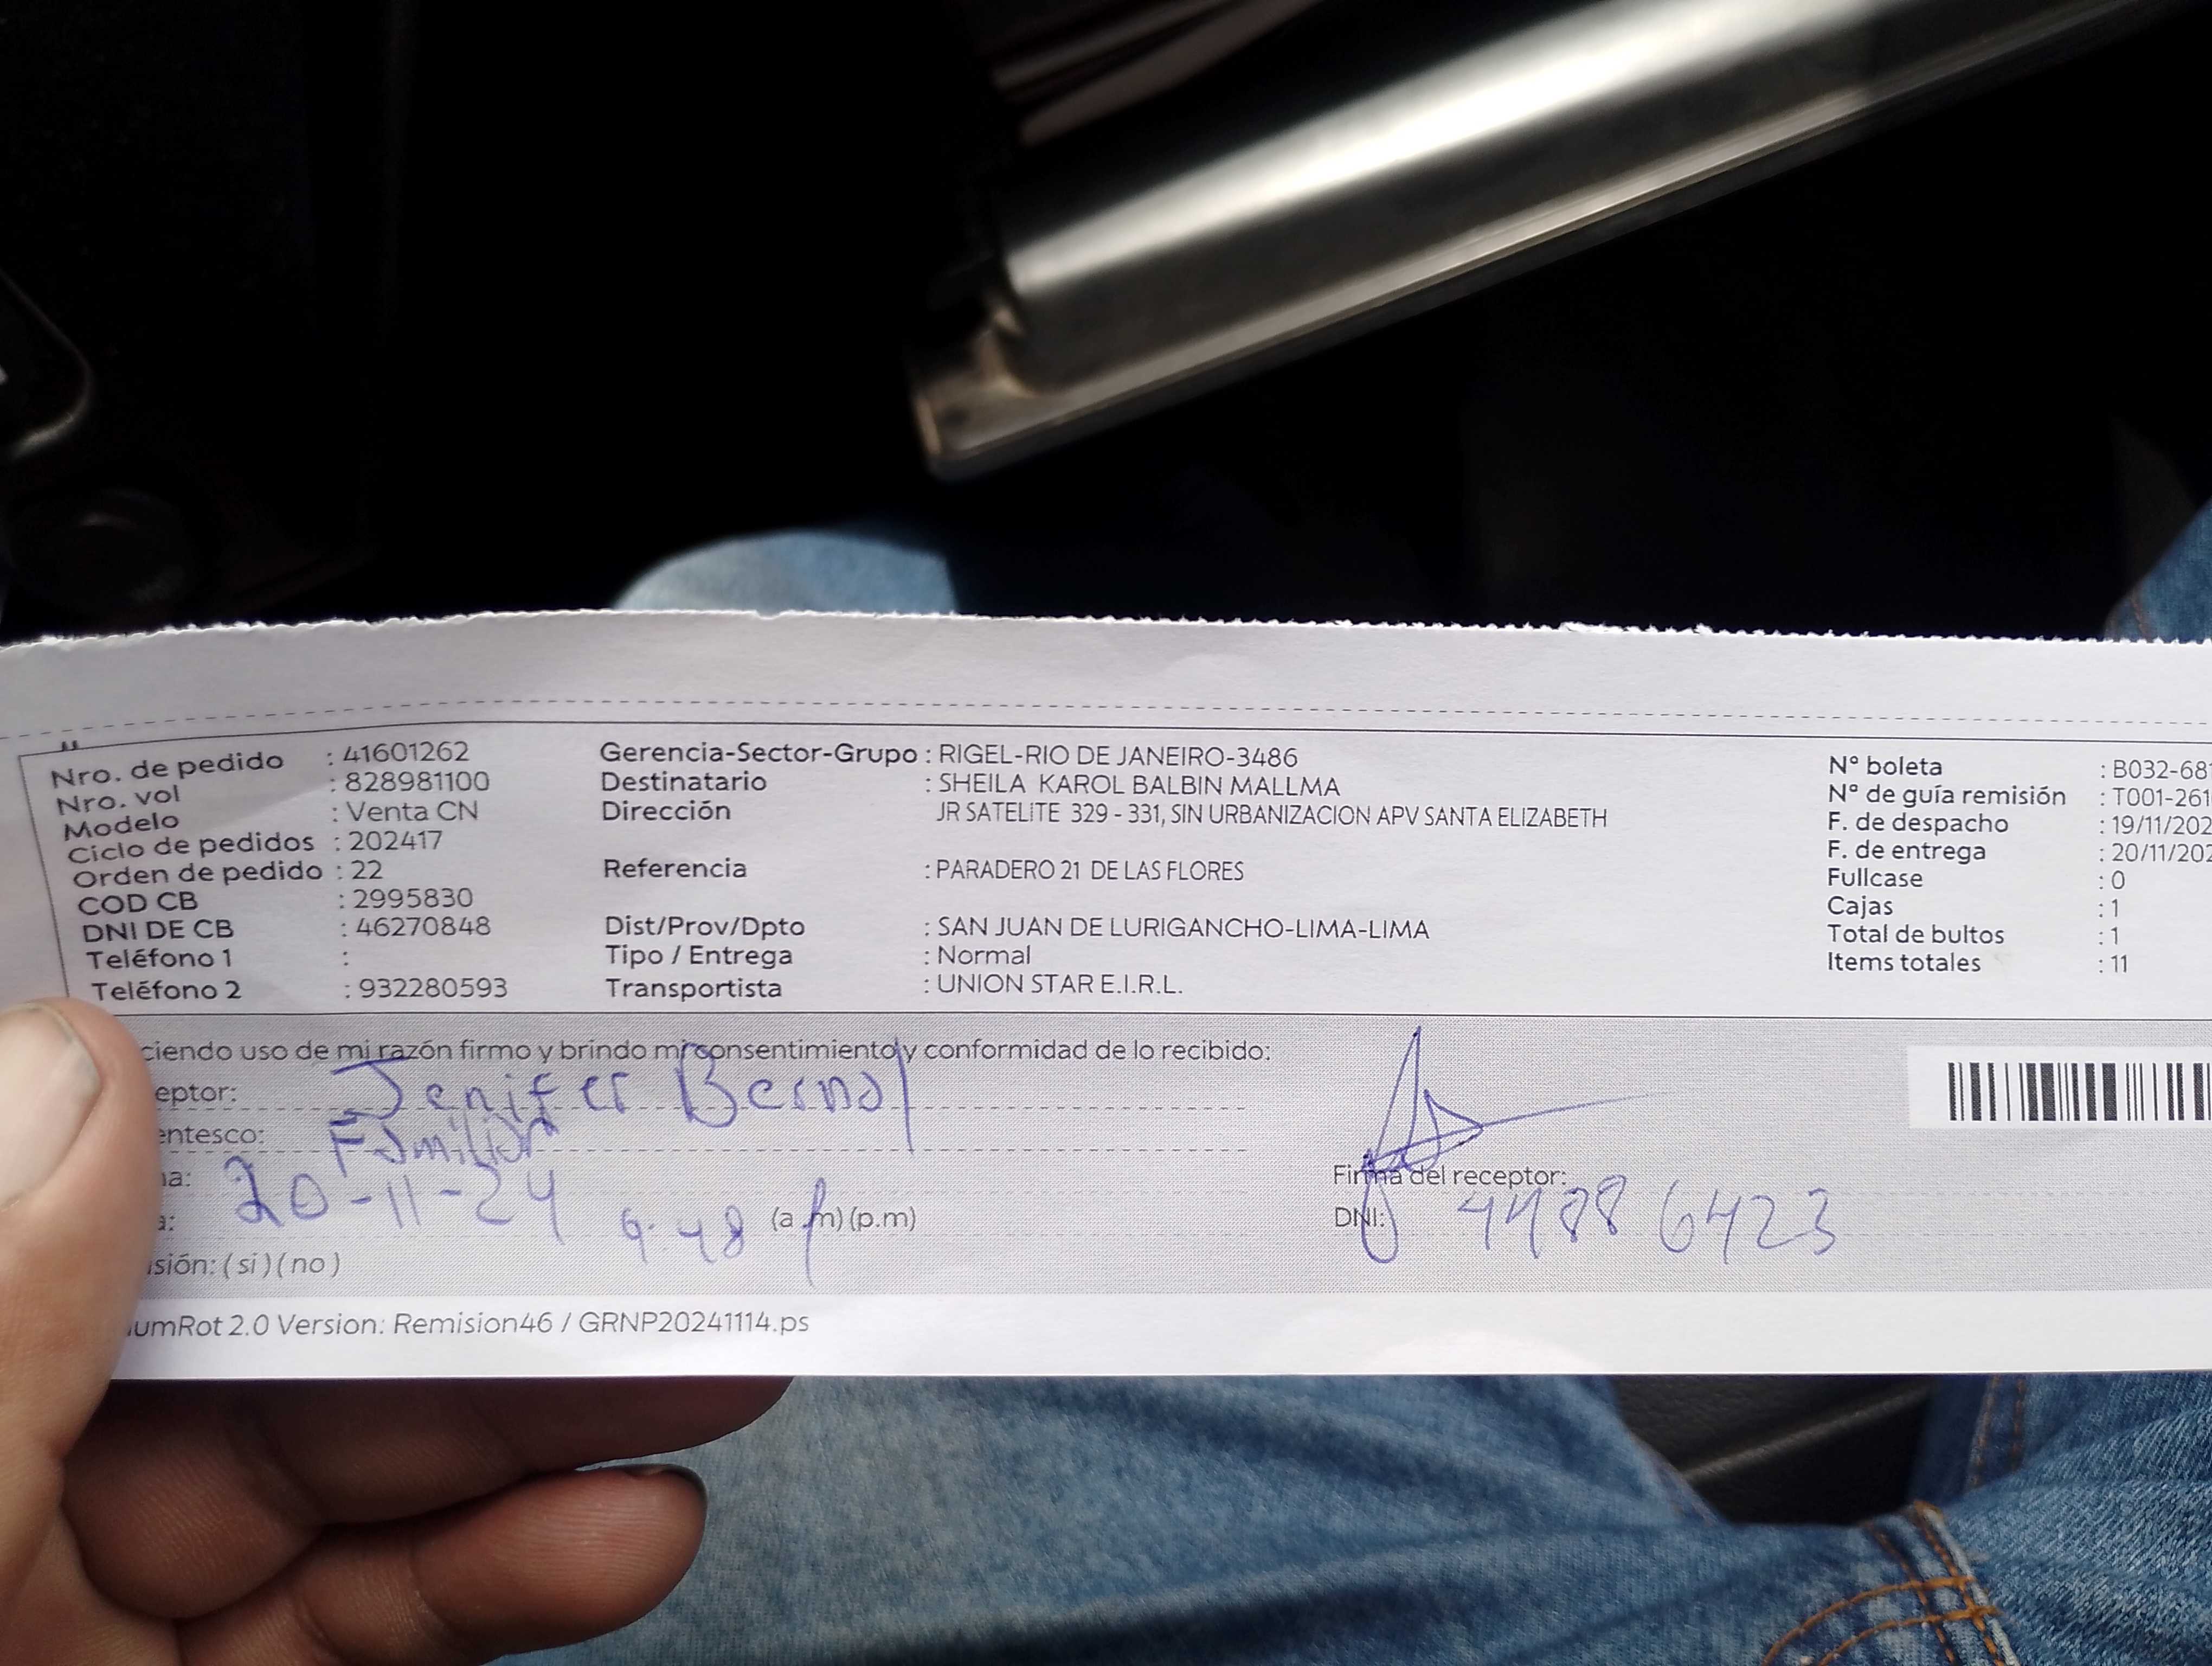 Nro. de pedido : 41601262
Nro. vol : 828981100
Modelo : Venta CN
Ciclo de pedidos : 202417
Orden de pedido : 22
COD CB : 2995830
DNI DE CB : 46270848
Teléfono 1 :
Teléfono 2 : 932280593
Gerencia-Sector-Grupo : RIGEL-RIO DE JANEIRO-3486
Destinatario : SHEILA KAROL BALBIN MALLMA
Dirección JR SATELITE 329 - 331, SIN URBANIZACION APV SANTA ELIZABETH
Referencia : PARADERO 21 DE LAS FLORES
Dist/Prov/Dpto : SAN JUAN DE LURIGANCHO-LIMA-LIMA
Tipo / Entrega : Normal
Transportista : UNION STAR E.I.R.L.
N° boleta : B032-681
N° de guía remisión : T001-261
F. de despacho : 19/11/202
F. de entrega : 20/11/202
Fullcase : 0
Cajas : 1
Total de bultos : 1
Items totales : 11
ciendo uso de mi razón firmo y brindo mi consentimiento y conformidad de lo recibido:
eptor: Jenifer Bernal
entesco: Familiar
a: 20-11-24
a: 9:48 (a.m) (p.m)
isión: ( si ) ( no )
Firma del receptor:
DNI: 6423
umRot 2.0 Version: Remision46 / GRNP20241114.ps